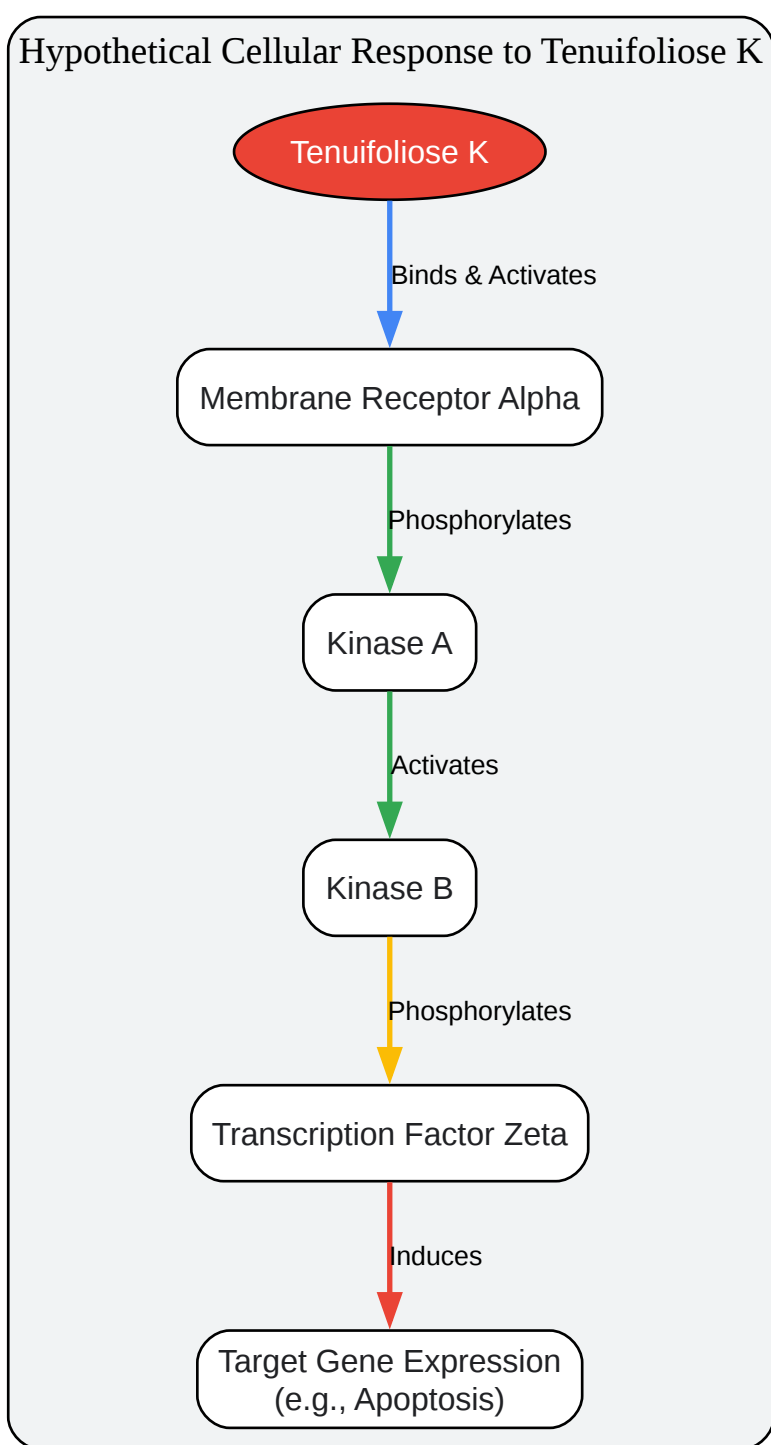 Hypothetical Cellular Response to Tenuifoliose K
Tenuifoliose K
Binds & Activates
Membrane Receptor Alpha
Phosphorylates
Kinase A
Activates
Kinase B
Phosphorylates
Transcription Factor Zeta
Induces
Target Gene Expression
(e.g., Apoptosis)